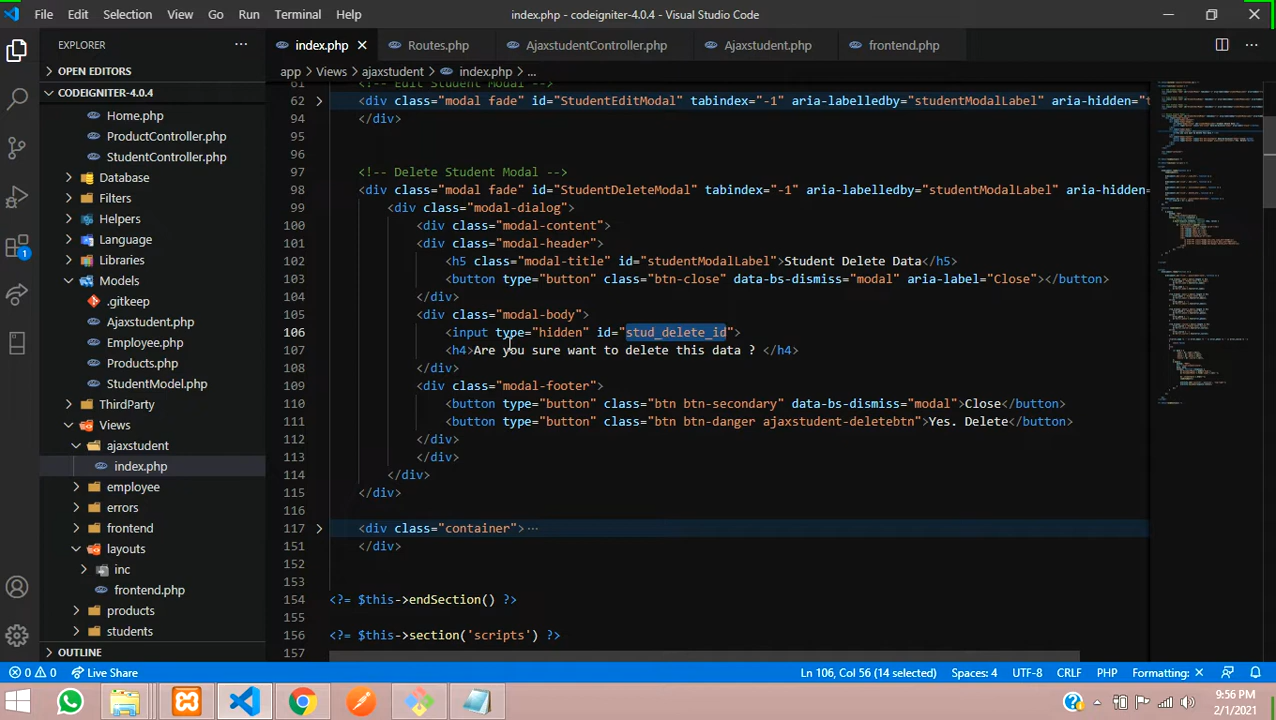 File Edit Selection View Go Run Terminal Help
index.php - codeigniter-4.0.4 - Visual Studio Code
EXPLORER
OPEN EDITORS
CODEIGNITER-4.0.4
Home.php
ProductController.php
StudentController.php
Database
Filters
Helpers
Language
Libraries
Models
.gitkeep
Ajaxstudent.php
Employee.php
Product.php
StudentModel.php
ThirdParty
Views
ajaxstudent
index.php
employee
errors
frontend
layouts
inc
frontend.php
products
students
OUTLINE
1
index.php Routes.php AjaxstudentController.php Ajaxstudent.php frontend.php
app > Views > ajaxstudent > index.php > ...
61 <!-- Edit Student Modal -->
62 <div class="modal fade" id="StudentEditModal" tabindex="-1" aria-labelledby="studentModalLabel" aria-hidden="t
94 </div>
95
96
97 <!-- Delete Student Modal -->
98 <div class="modal fade" id="StudentDeleteModal" tabindex="-1" aria-labelledby="studentModalLabel" aria-hidden=
99 <div class="modal-dialog">
100 <div class="modal-content">
101 <div class="modal-header">
102 <h5 class="modal-title" id="studentModalLabel">Student Delete Data</h5>
103 <button type="button" class="btn-close" data-bs-dismiss="modal" aria-label="Close"></button>
104 </div>
105 <div class="modal-body">
106 <input type="hidden" id="stud_delete_id">
107 <h4>Are you sure want to delete this data ? </h4>
108 </div>
109 <div class="modal-footer">
110 <button type="button" class="btn btn-secondary" data-bs-dismiss="modal">Close</button>
111 <button type="button" class="btn btn-danger ajaxstudent-deletebtn">Yes. Delete</button>
112 </div>
113 </div>
114 </div>
115 </div>
116
117 <div class="container"> ...
151 </div>
152
153
154 <?= $this->endSection() ?>
155
156 <?= $this->section('scripts') ?>
157
0 0 Live Share Ln 106, Col 56 (14 selected) Spaces: 4 UTF-8 CRLF PHP Formatting: ×
9:56 PM
2/1/2021